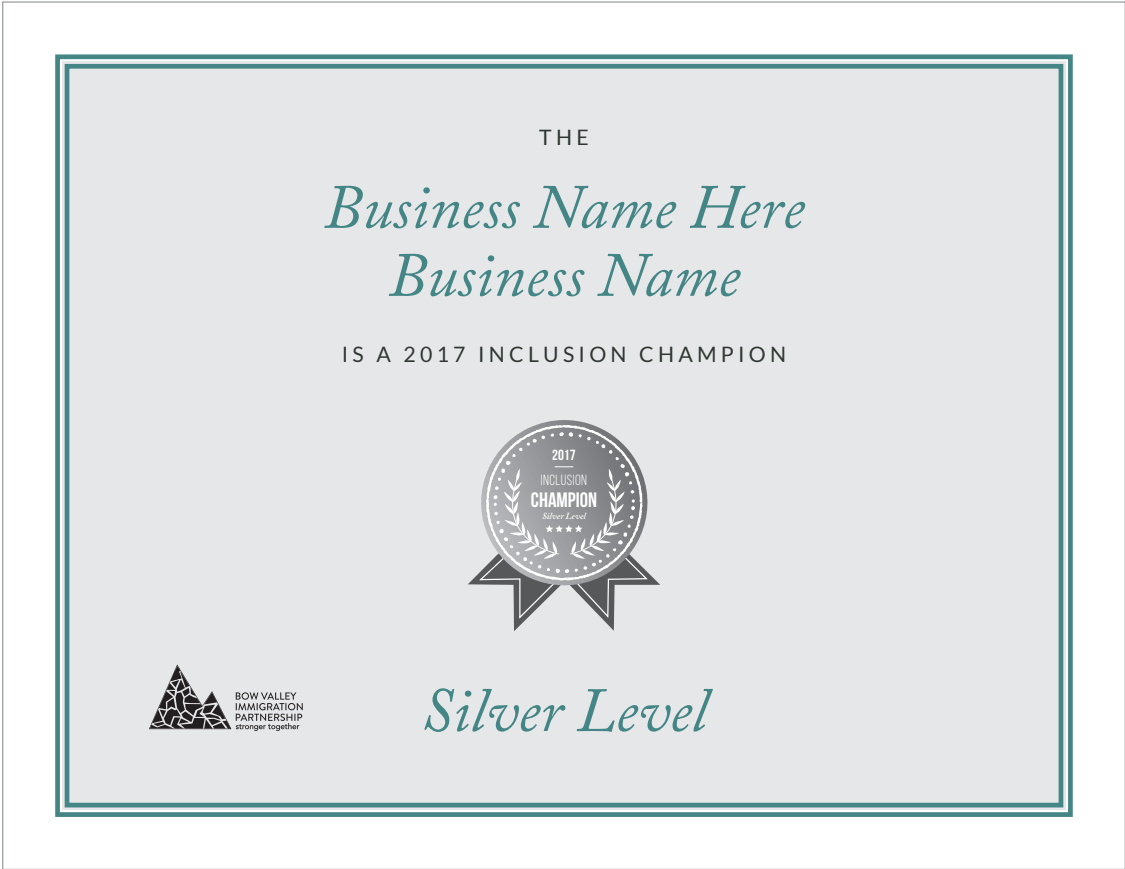 THE
Business Name Here
Business Name
IS A 2017 INCLUSION CHAMPION
2017
INCLUSION
CHAMPION
Silver Level
BOW VALLEY
IMMIGRATION
PARTNERSHIP
stronger together
Silver Level